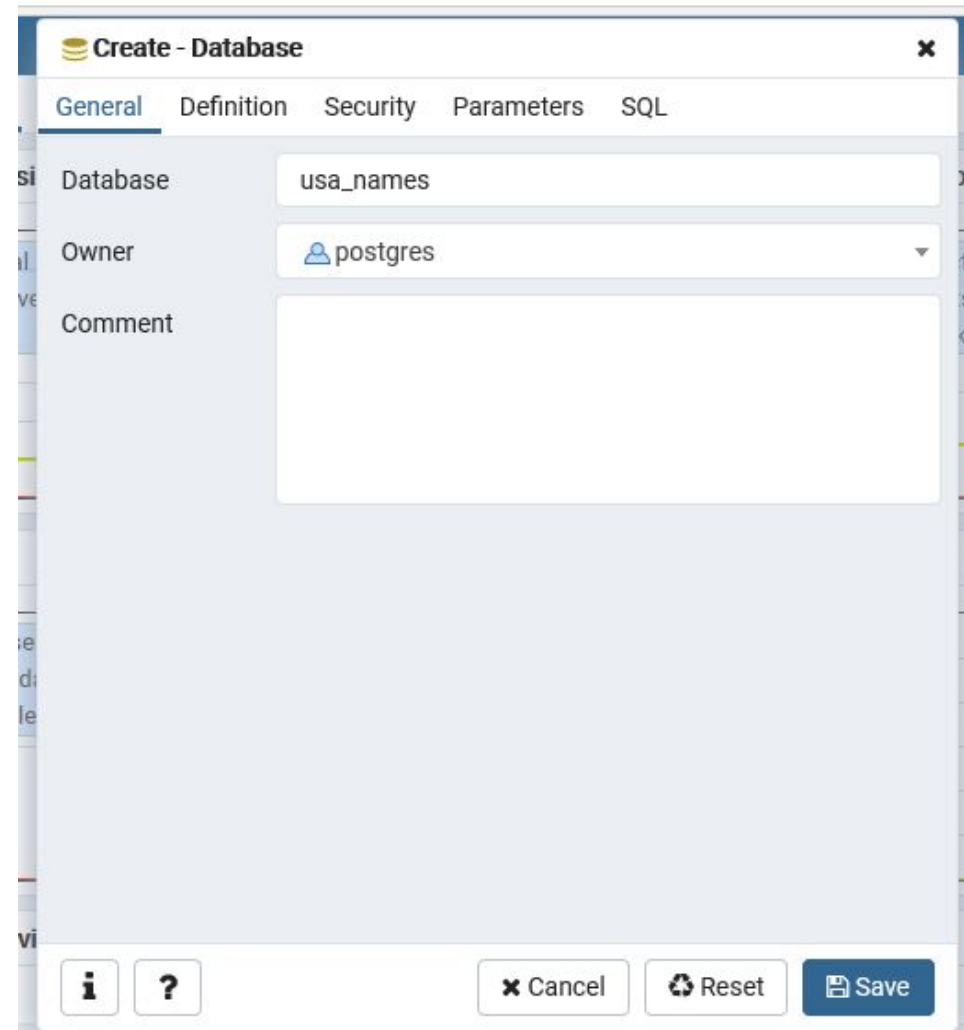 Create - Database
General Definition Security Parameters SQL
Database usa_names
Owner postgres
Comment
i ? Cancel Reset Save